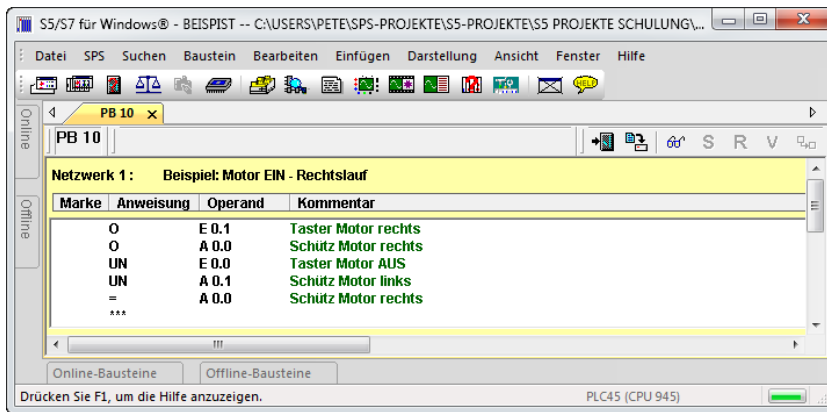 S5/S7 für Windows® - BEISPIST -- C:\USERS\PETE\SPS-PROJEKTE\S5-PROJEKTE\S5 PROJEKTE SCHULUNG\,...
Datei SPS Suchen Baustein Bearbeiten Einfügen Darstellung Ansicht Fenster Hilfe
HELP
Online
Offline
PB 10 x
PB 10
S R V
Netzwerk 1 : Beispiel: Motor EIN - Rechtslauf
Marke Anweisung Operand Kommentar
O E 0.1 Taster Motor rechts
O A 0.0 Schütz Motor rechts
UN E 0.0 Taster Motor AUS
UN A 0.1 Schütz Motor links
= A 0.0 Schütz Motor rechts
***
Online-Bausteine Offline-Bausteine
Drücken Sie F1, um die Hilfe anzuzeigen. PLC45 (CPU 945)